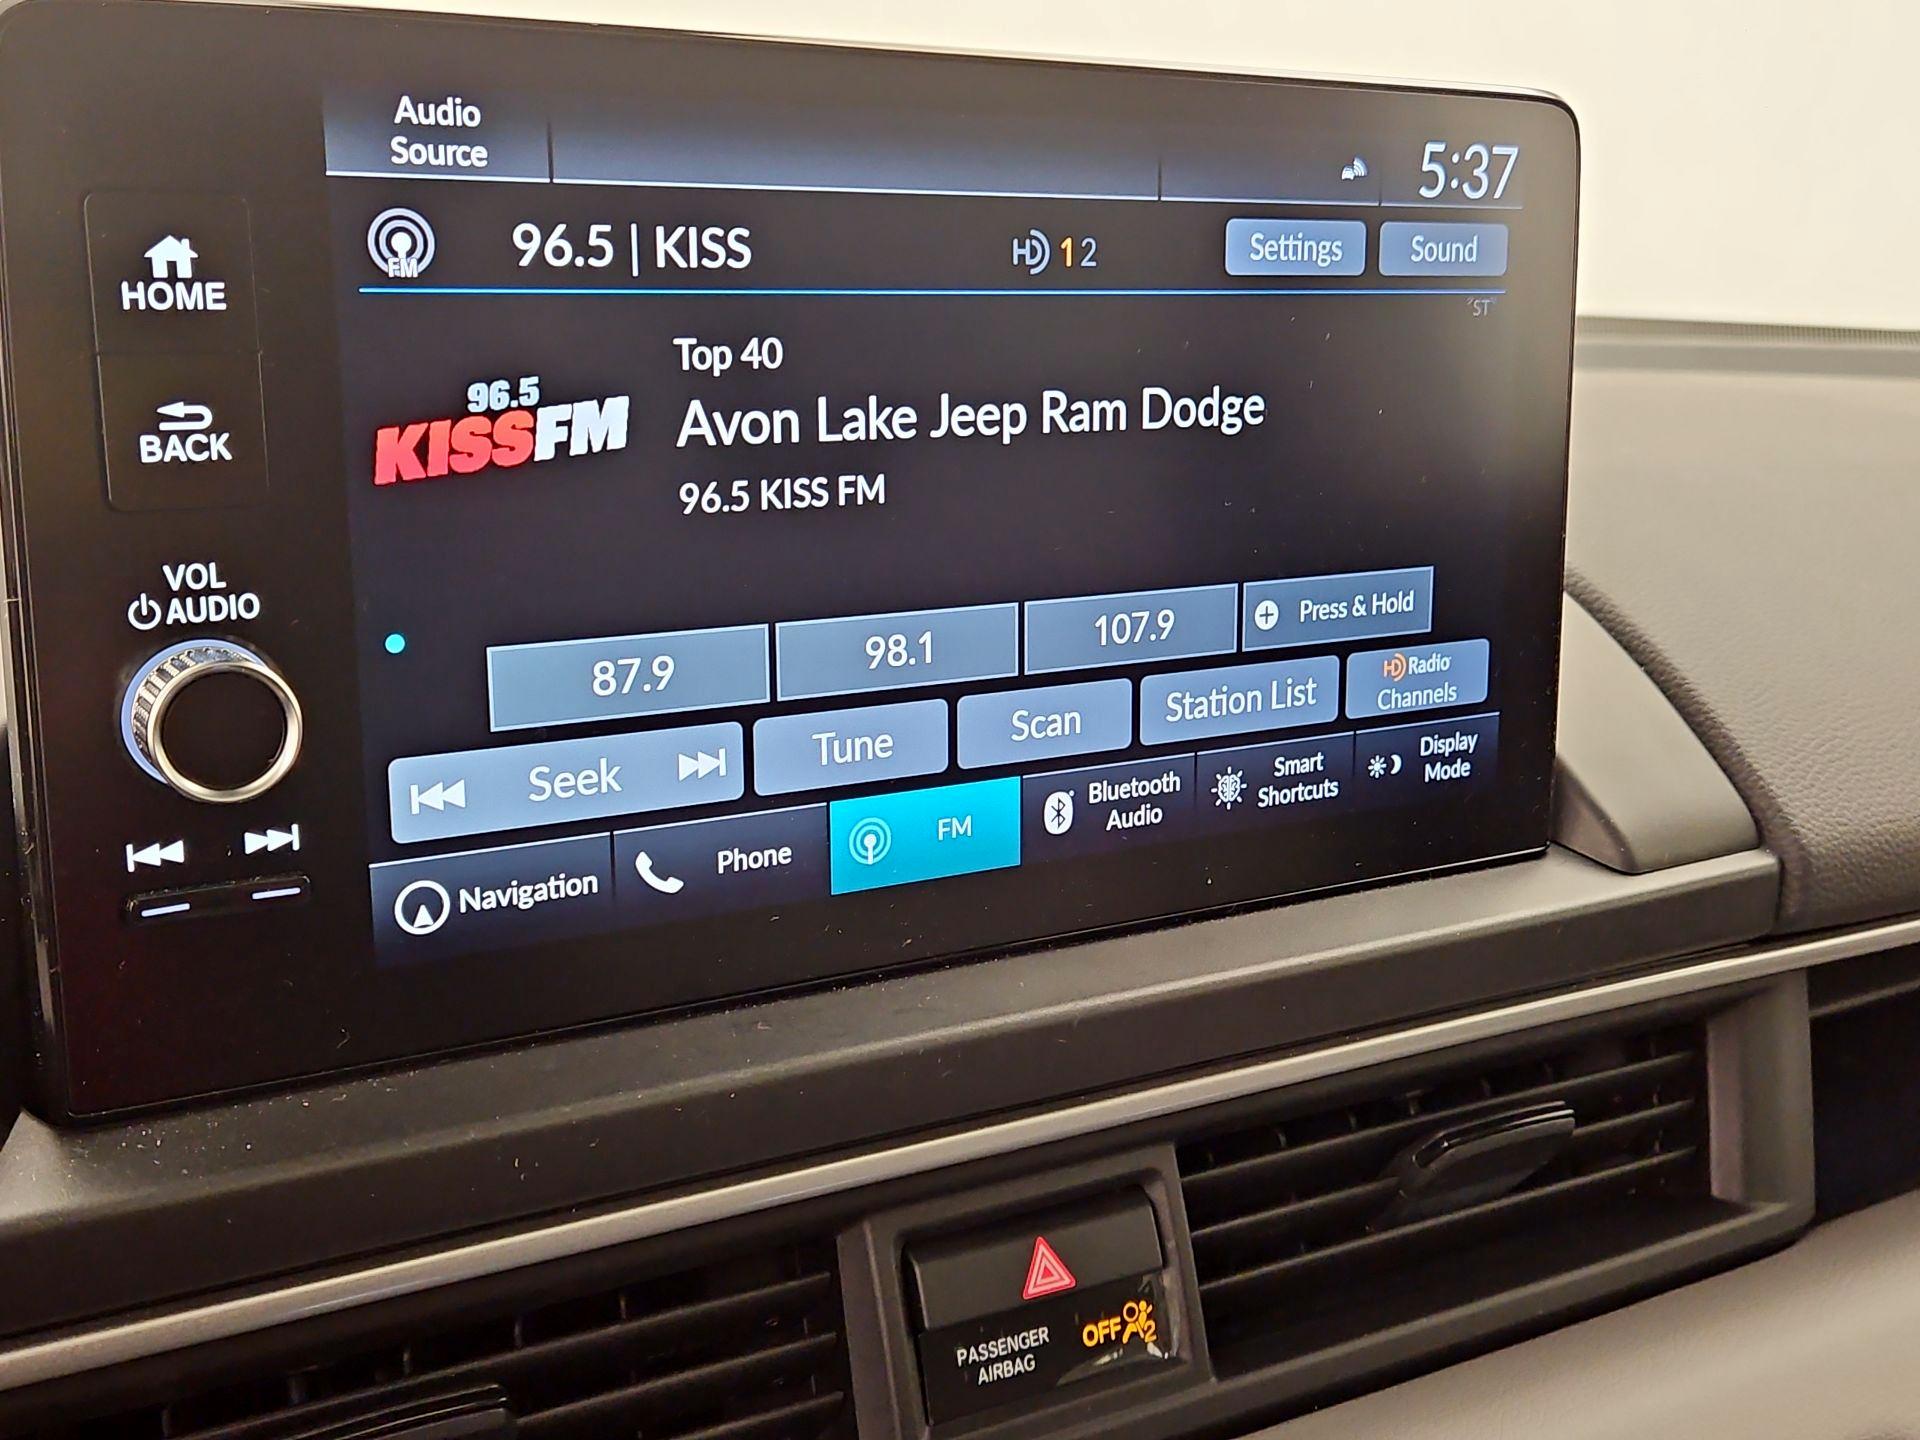 Audio
Source
5:37
HOME
FM
96.5 | KISS
HD 1 2
Settings
Sound
"ST"
Top 40
96.5
KISSFM
Avon Lake Jeep Ram Dodge
96.5 KISS FM
BACK
VOL
AUDIO
87.9
98.1
107.9
Press & Hold
Seek
Tune
Scan
Station List
HD Radio
Channels
Navigation
Phone
FM
Bluetooth
Audio
Smart
Shortcuts
Display
Mode
PASSENGER
AIRBAG
OFF
2